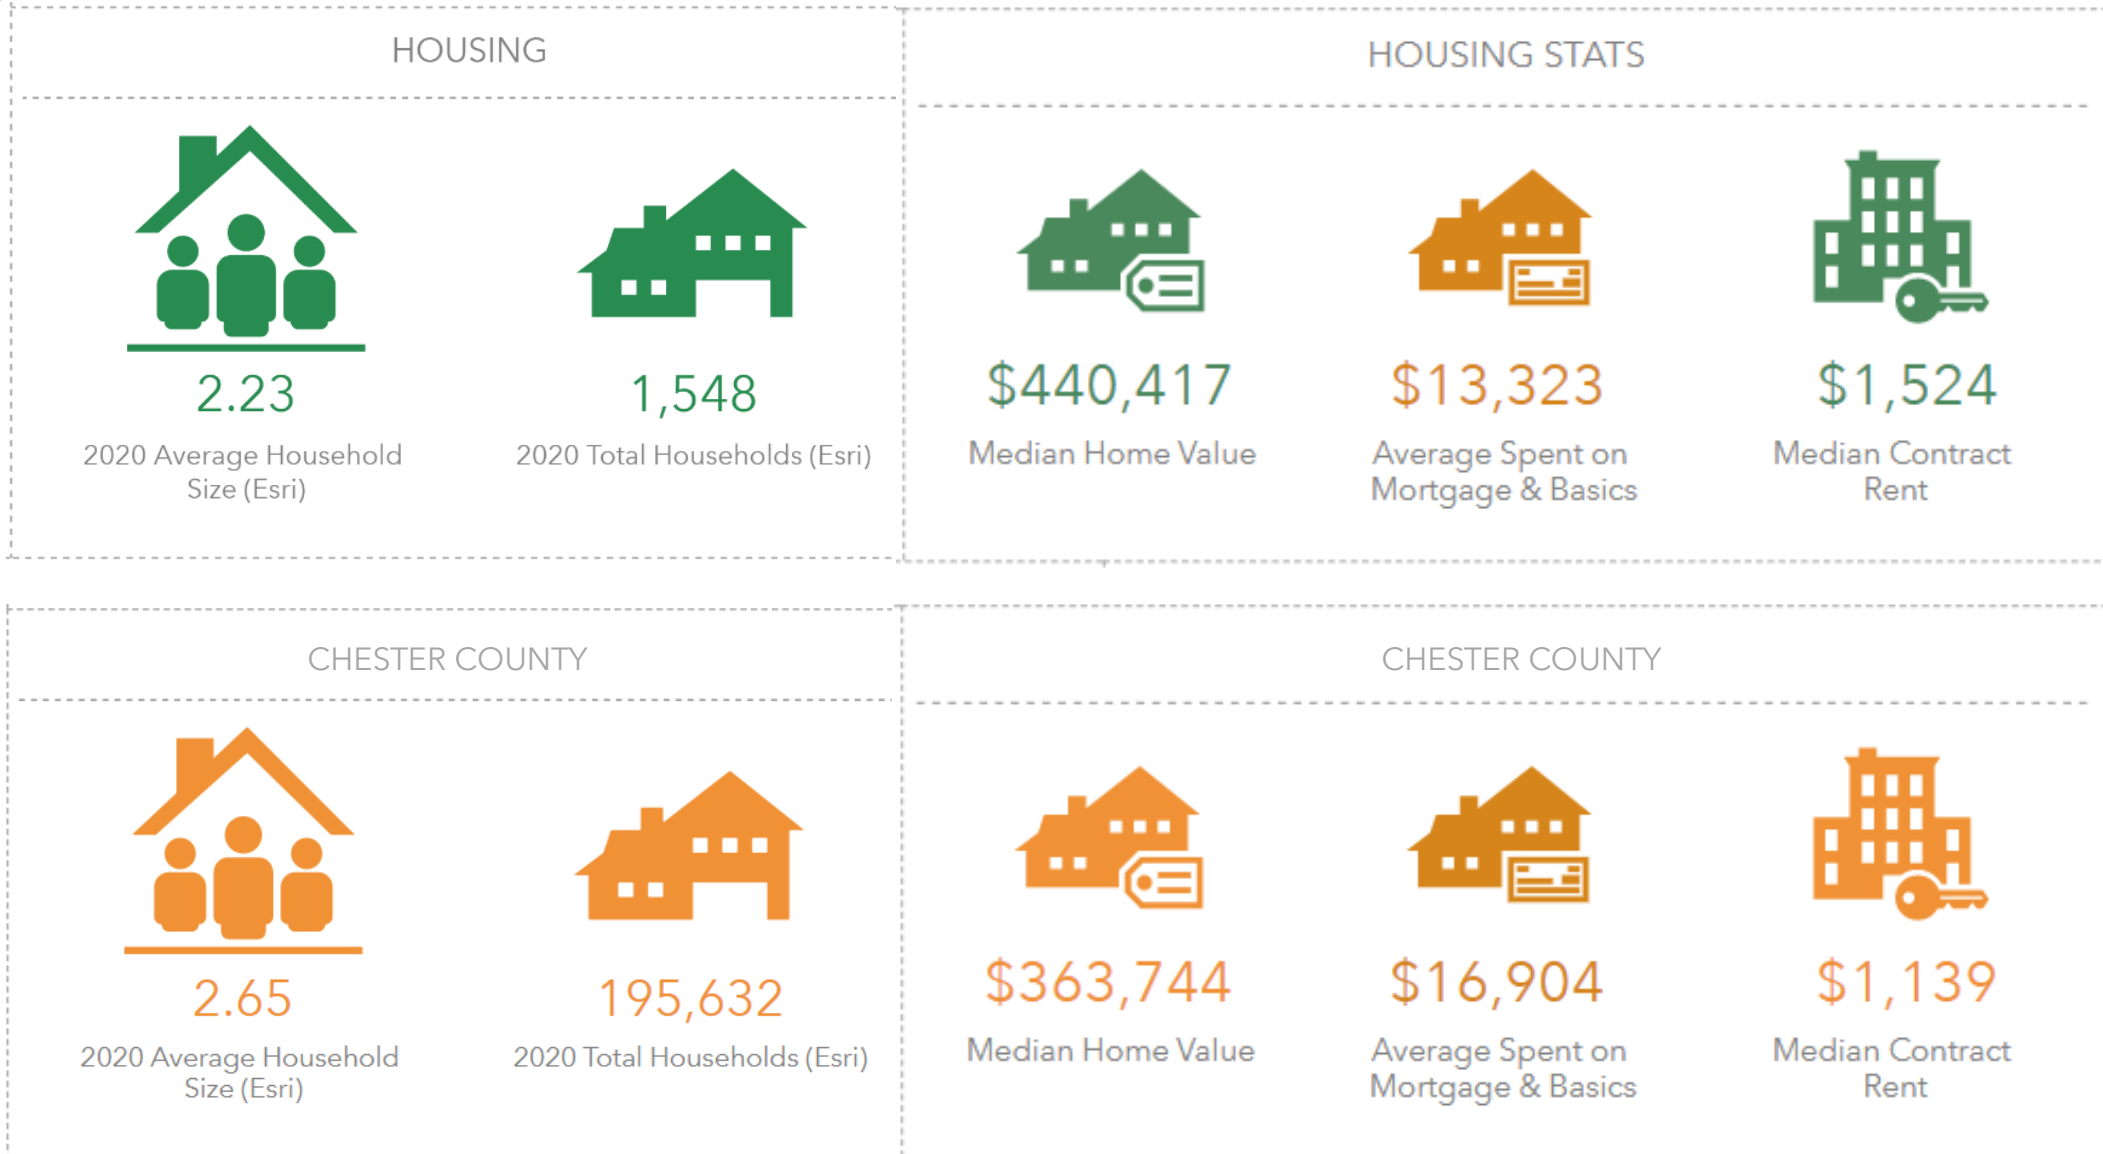 HOUSING
2.23
2020 Average Household
Size (Esri)
1,548
2020 Total Households (Esri)
HOUSING STATS
$440,417
Median Home Value
$13,323
Average Spent on
Mortgage & Basics
$1,524
Median Contract
Rent
CHESTER COUNTY
2.65
2020 Average Household
Size (Esri)
195,632
2020 Total Households (Esri)
CHESTER COUNTY
$363,744
Median Home Value
$16,904
Average Spent on
Mortgage & Basics
$1,139
Median Contract
Rent